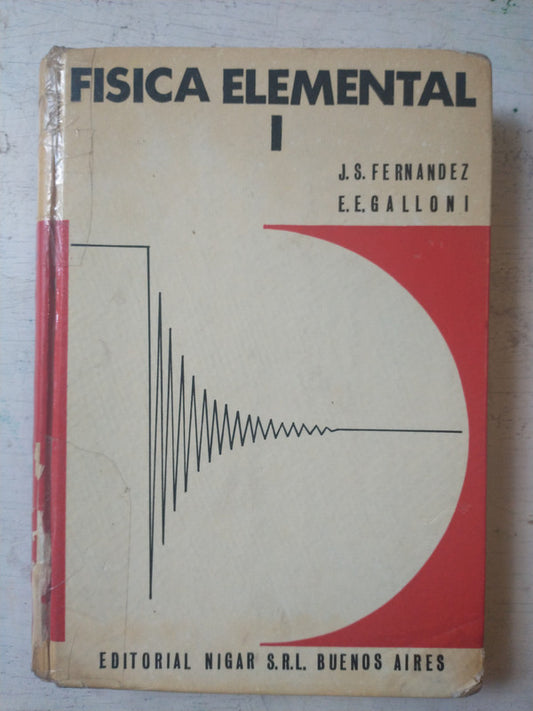 FISICA ELEMENTAL
I
J. S. FERNANDEZ
E. E. GALLONI
EDITORIAL NIGAR S.R.L. BUENOS AIRES